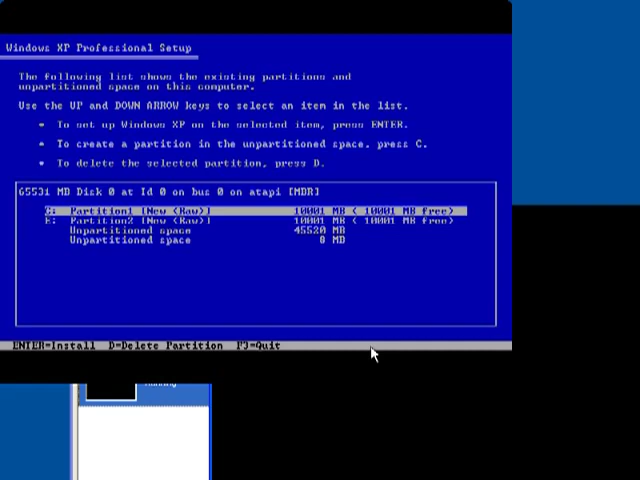 Windows XP Professional Setup
The following list shows the existing partitions and
unpartitioned space on this computer.
Use the UP and DOWN ARROW keys to select an item in the list.
• To set up Windows XP on the selected item, press ENTER.
• To create a partition in the unpartitioned space, press C.
• To delete the selected partition, press D.
65531 MB Disk 0 at Id 0 on bus 0 on atapi [MBR]
C: Partition1 [New (Raw)] 10001 MB ( 10001 MB free)
E: Partition2 [New (Raw)] 10001 MB ( 10001 MB free)
Unpartitioned space 45520 MB
Unpartitioned space 8 MB
ENTER=Install D=Delete Partition F3=Quit